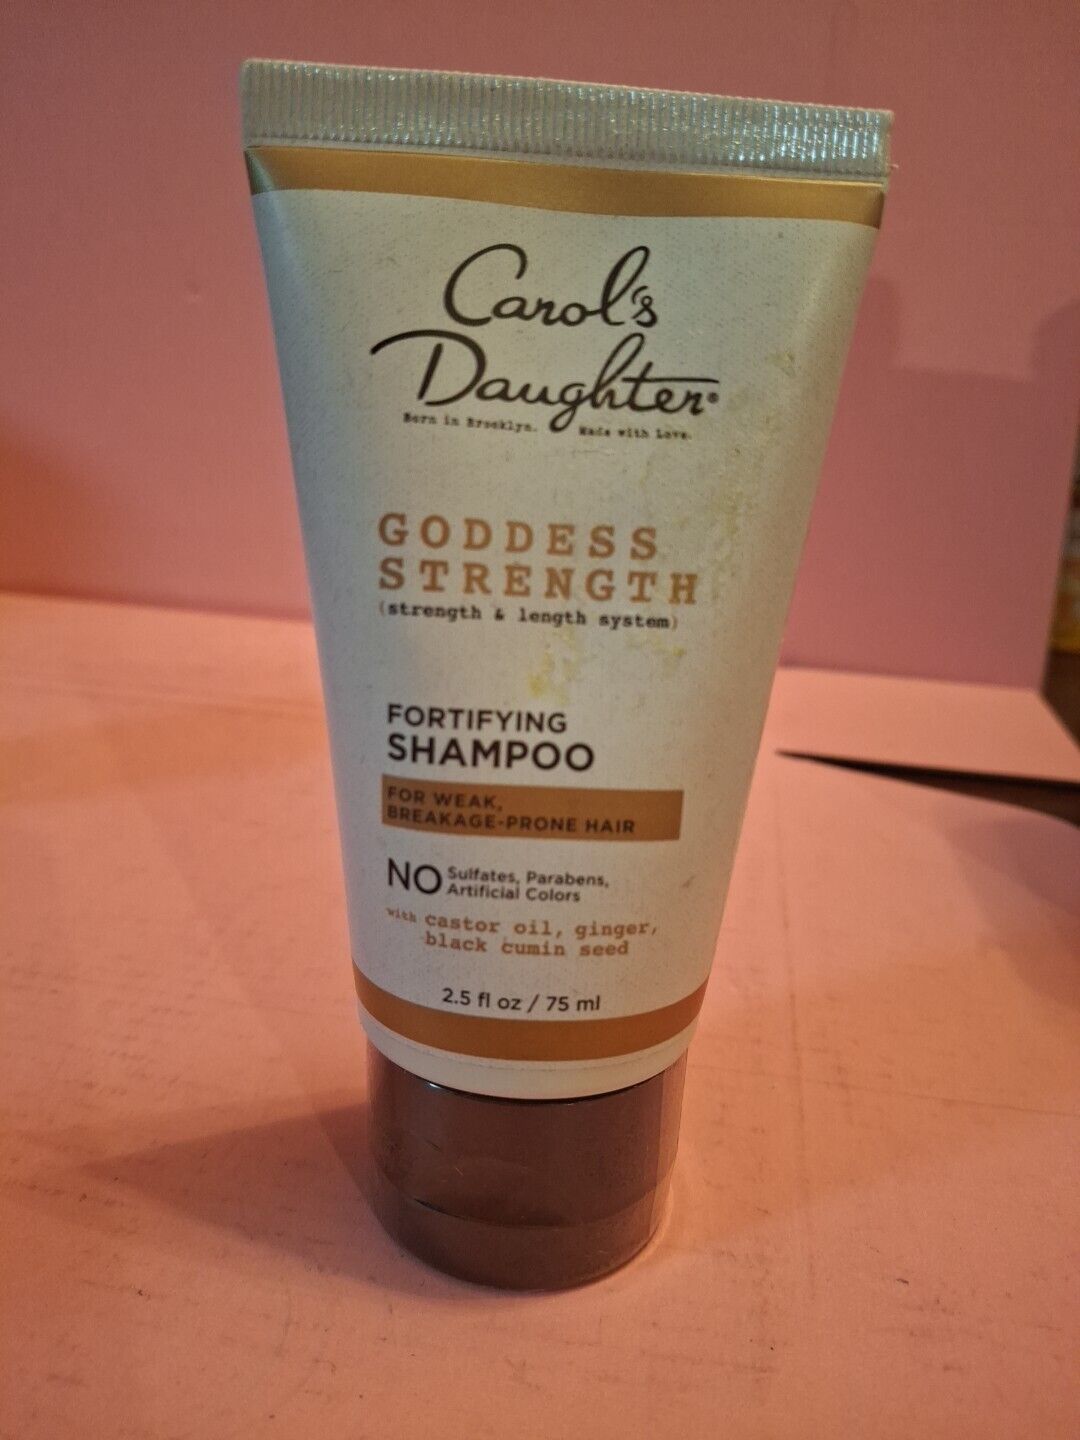 Carol's
Daughter®
Born in Brooklyn. Made with Love.
GODDESS
STRENGTH
(strength & length system)
FORTIFYING
SHAMPOO
FOR WEAK,
BREAKAGE-PRONE HAIR
NO Sulfates, Parabens,
Artificial Colors
with castor oil, ginger,
black cumin seed
2.5 fl oz / 75 ml